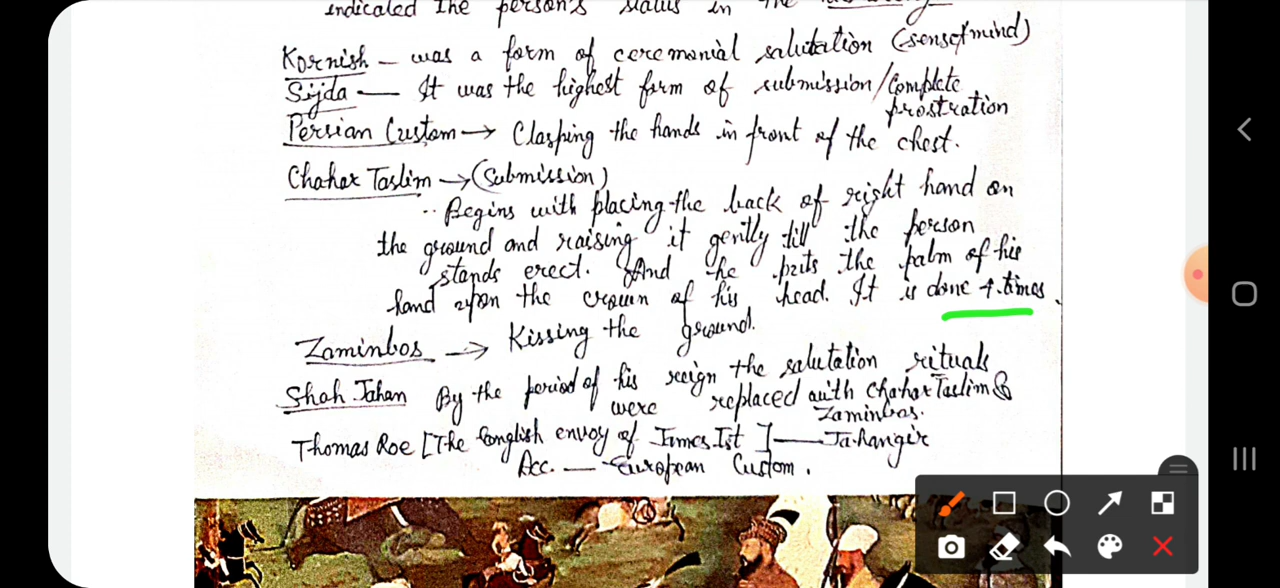 indicated the person's status in the
Kornish — was a form of ceremonial salutation (sense/mind)
Sijda — It was the highest form of submission/Complete
prostration
Persian Custom → Clasping the hands in front of the chest.
Chahar Taslim → (Submission)
.. Begins with placing the back of right hand on
the ground and raising it gently till the person
stands erect. And he puts the palm of his
hand upon the crown of his head. It is done 4 times.
Zaminbos → Kissing the ground.
Shah Jahan By the period of his reign the salutation rituals
were replaced with Chahar Taslim &
Zaminbos.
Thomas Roe [The English envoy of James Ist] — Jahangir
Acc. — European Custom.